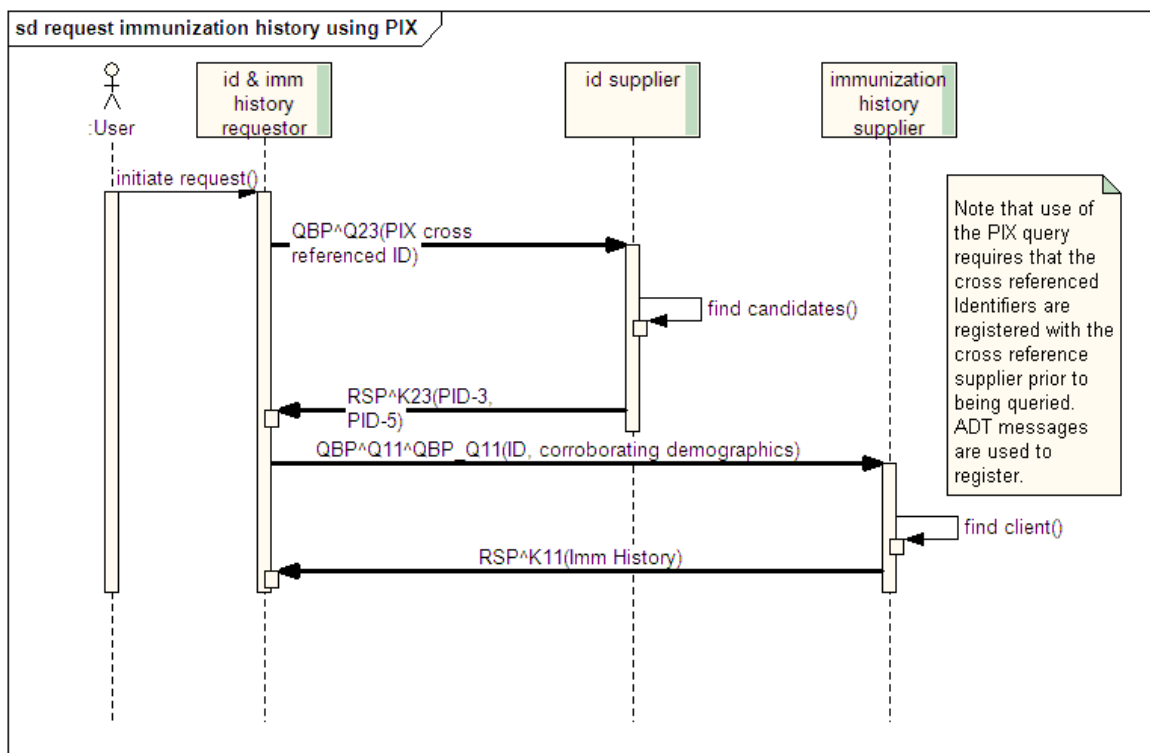 sd request immunization history using PIX
:User
id & imm
history
requestor
id supplier
immunization
history
supplier
initiate request()
QBP^Q23(PIX cross
referenced ID)
find candidates()
RSP^K23(PID-3,
PID-5)
QBP^Q11^QBP_Q11(ID, corroborating demographics)
find client()
RSP^K11(Imm History)
Note that use of
the PIX query
requires that the
cross referenced
Identifiers are
registered with the
cross reference
supplier prior to
being queried.
ADT messages
are used to
register.